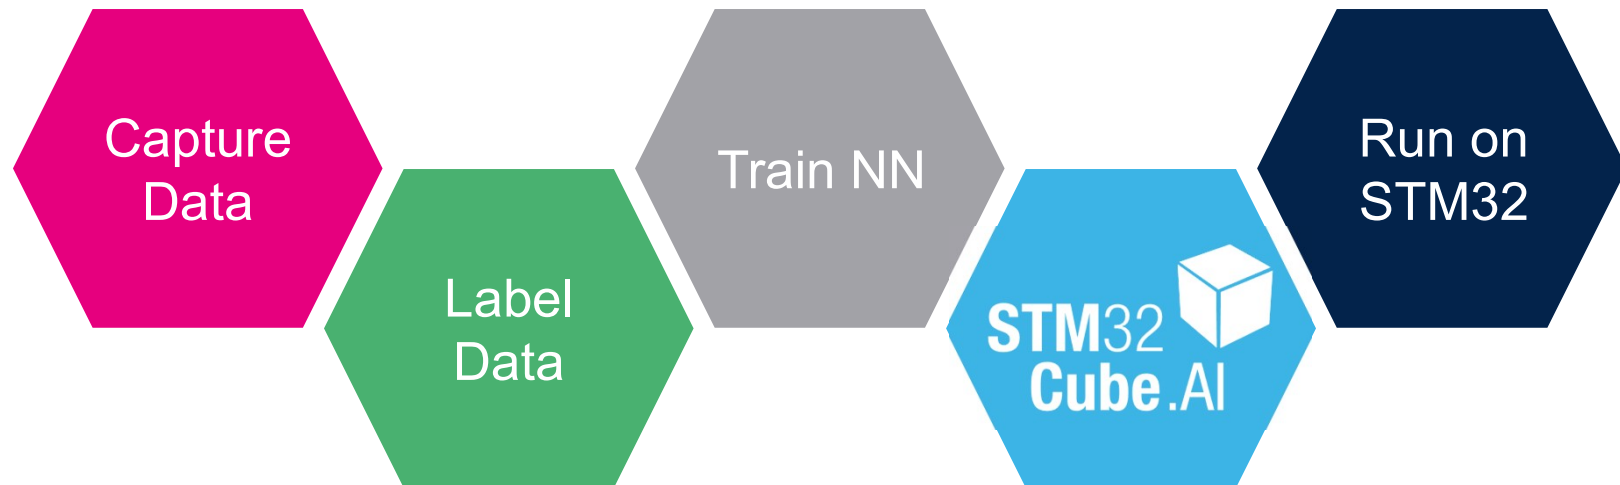 Capture
Data
Label
Data
Train NN
STM32
Cube.AI
Run on
STM32